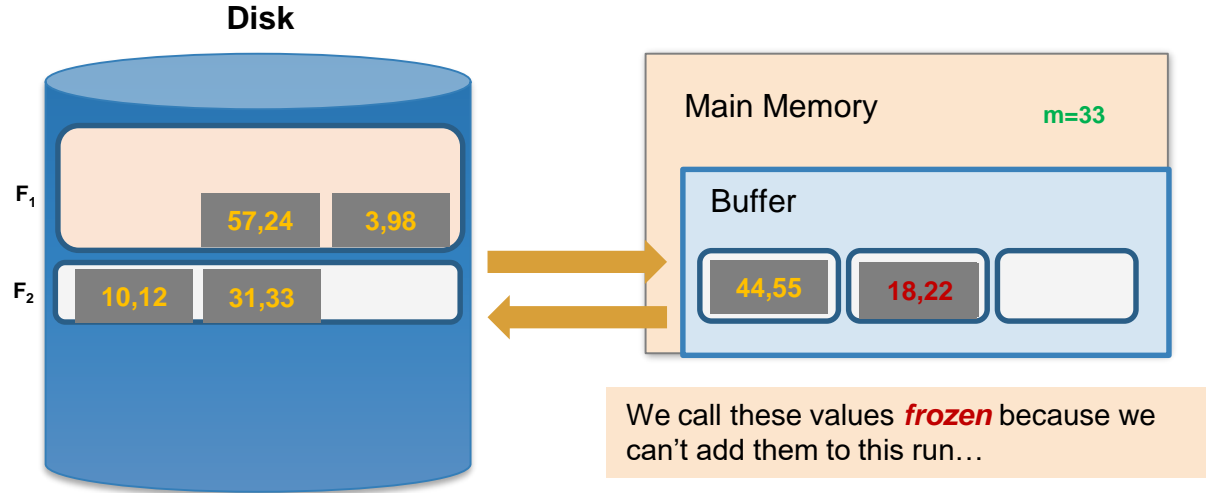 Disk
F1
57,24 3,98
F2
10,12 31,33
Main Memory
m=33
Buffer
44,55 18,22
We call these values frozen because we
can't add them to this run…